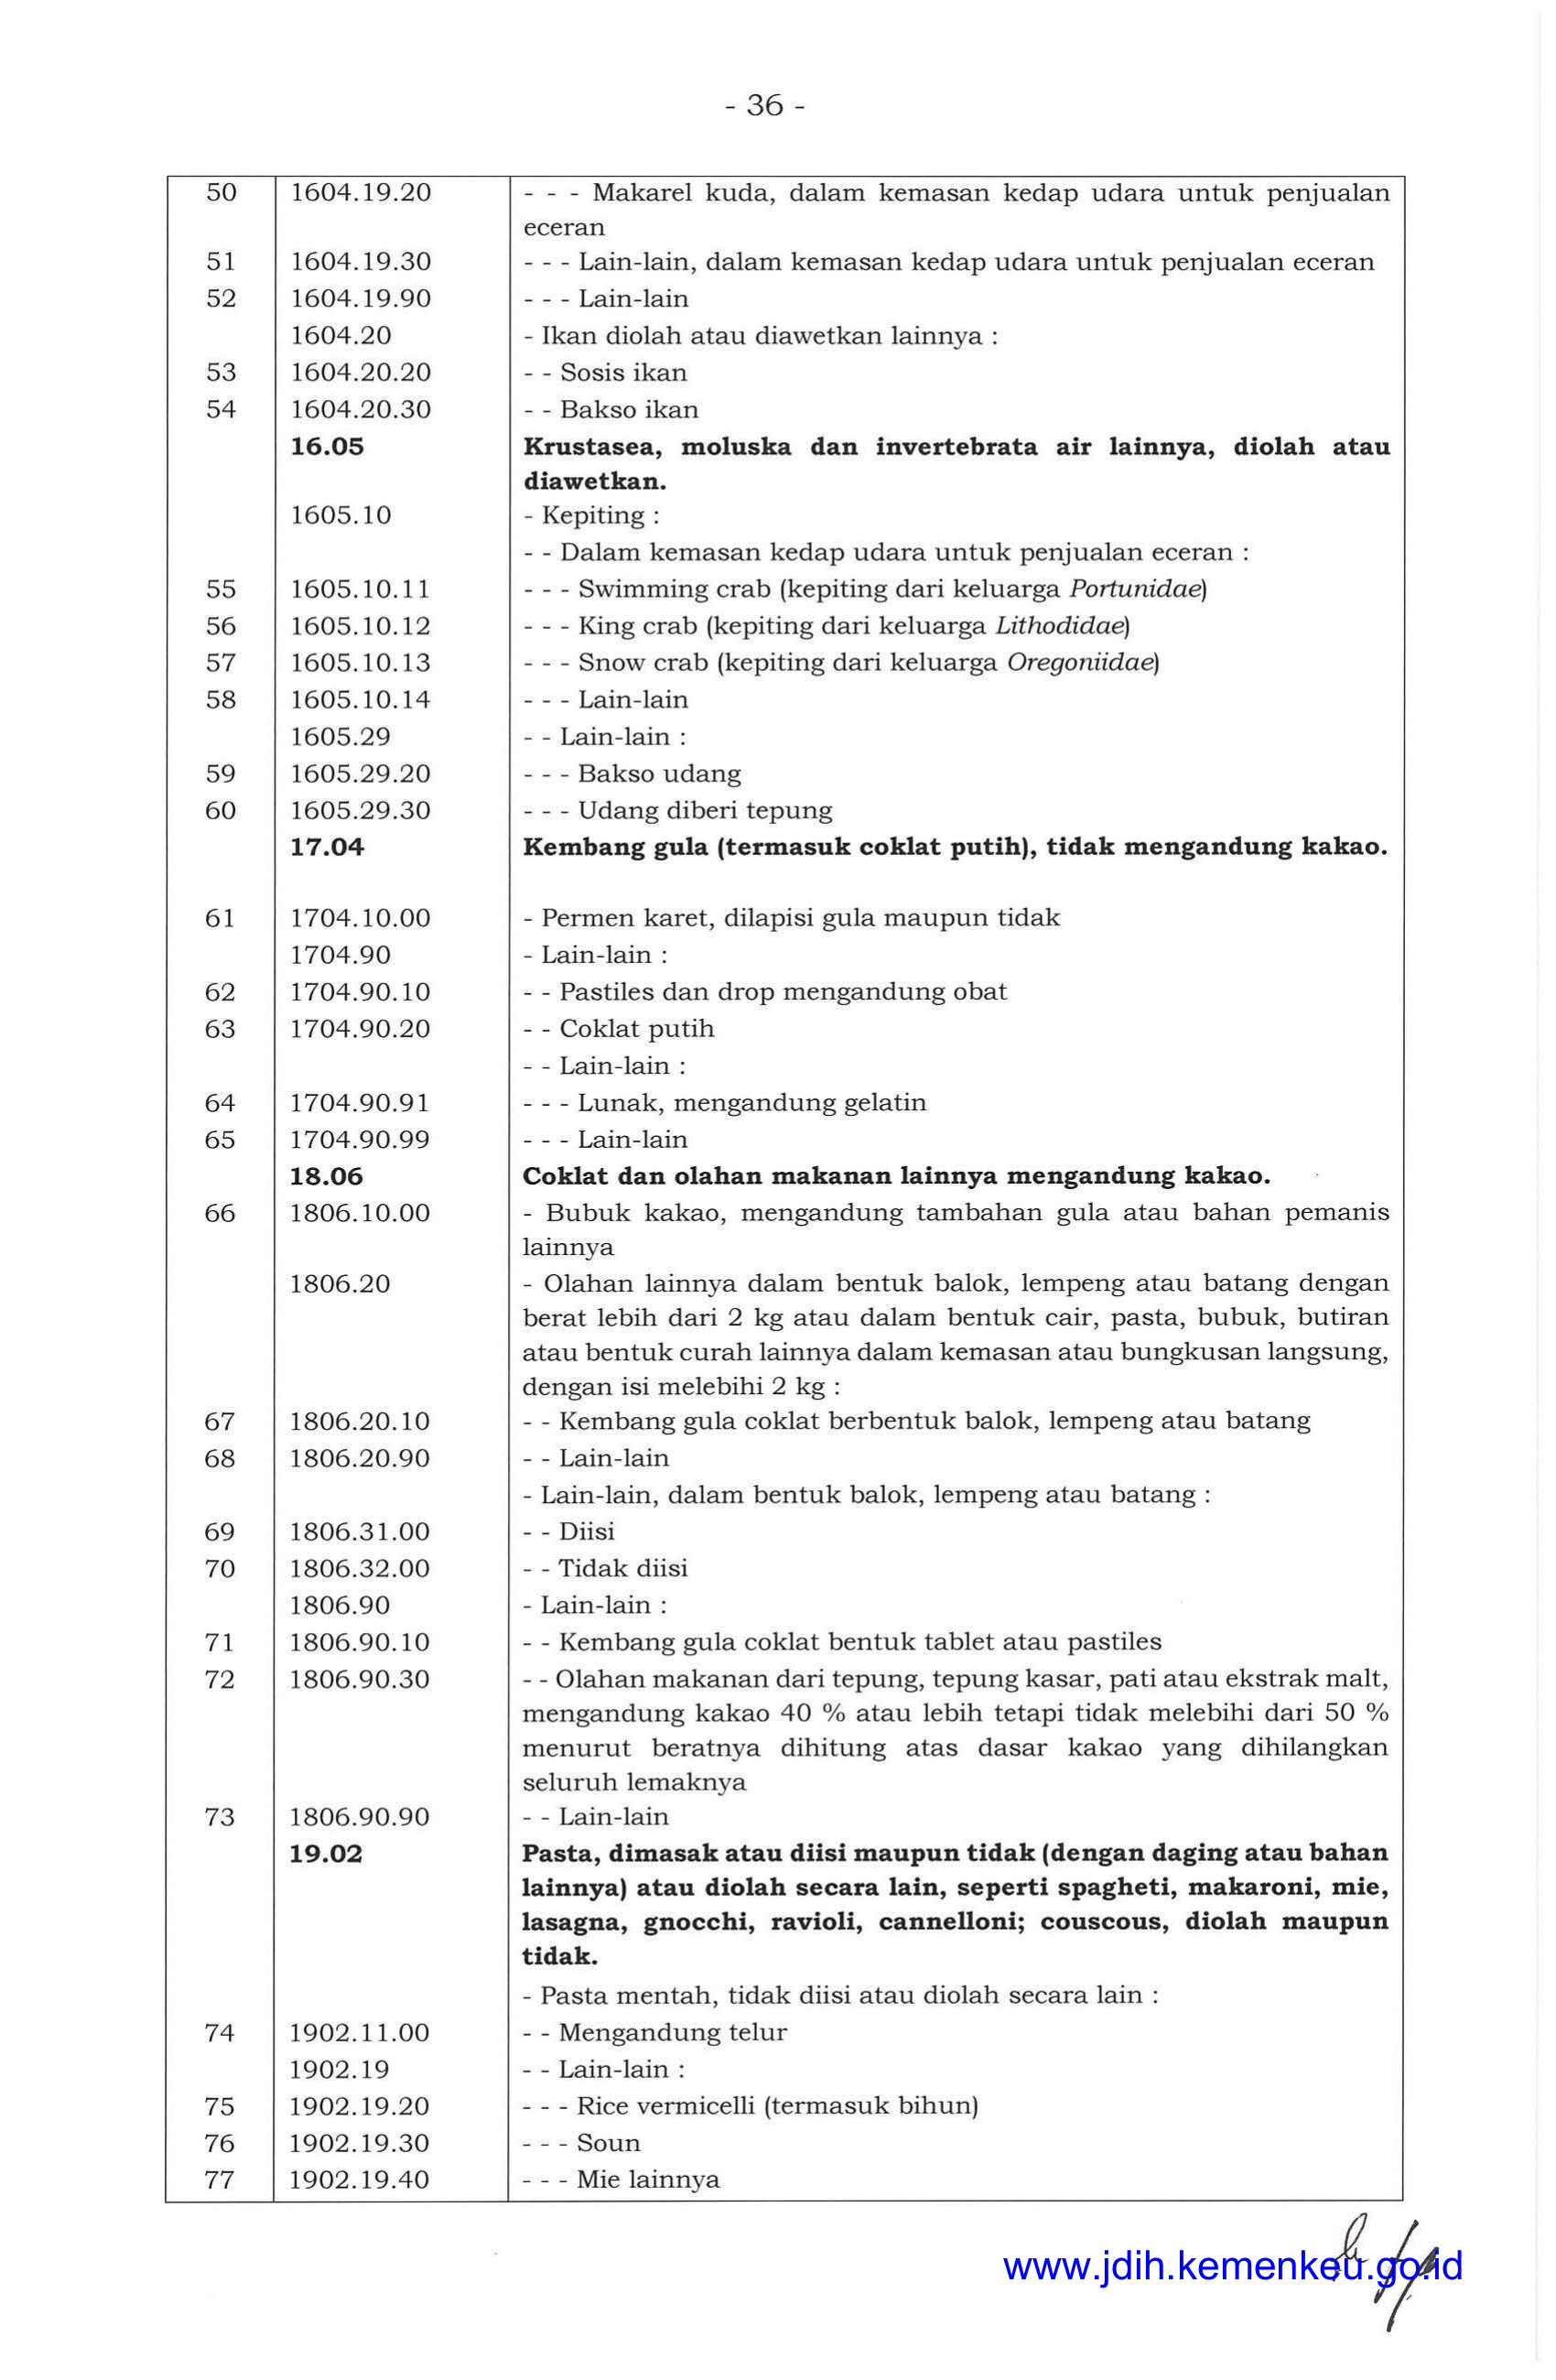 - 36 -
50 1604.19.20 - - - Makarel kuda, dalam kemasan kedap udara untuk penjualan
eceran
51 1604.19.30 - - - Lain-lain, dalam kemasan kedap udara untuk penjualan eceran
52 1604.19.90 - - - Lain-lain
1604.20 - Ikan diolah atau diawetkan lainnya :
53 1604.20.20 - - Sosis ikan
54 1604.20.30 - - Bakso ikan
16.05 Krustasea, moluska dan invertebrata air lainnya, diolah atau
diawetkan.
1605.10 - Kepiting :
- - Dalam kemasan kedap udara untuk penjualan eceran :
55 1605.10.11 - - - Swimming crab (kepiting dari keluarga Portunidae)
56 1605.10.12 - - - King crab (kepiting dari keluarga Lithodidae)
57 1605.10.13 - - - Snow crab (kepiting dari keluarga Oregoniidae)
58 1605.10.14 - - - Lain-lain
1605.29 - - Lain-lain :
59 1605.29.20 - - - Bakso udang
60 1605.29.30 - - - Udang diberi tepung
17.04 Kembang gula (termasuk coklat putih), tidak mengandung kakao.
61 1704.10.00 - Permen karet, dilapisi gula maupun tidak
1704.90 - Lain-lain :
62 1704.90.10 - - Pastiles dan drop mengandung obat
63 1704.90.20 - - Coklat putih
- - Lain-lain :
64 1704.90.91 - - - Lunak, mengandung gelatin
65 1704.90.99 - - - Lain-lain
18.06 Coklat dan olahan makanan lainnya mengandung kakao.
66 1806.10.00 - Bubuk kakao, mengandung tambahan gula atau bahan pemanis
lainnya
1806.20 - Olahan lainnya dalam bentuk balok, lempeng atau batang dengan
berat lebih dari 2 kg atau dalam bentuk cair, pasta, bubuk, butiran
atau bentuk curah lainnya dalam kemasan atau bungkusan langsung,
dengan isi melebihi 2 kg :
67 1806.20.10 - - Kembang gula coklat berbentuk balok, lempeng atau batang
68 1806.20.90 - - Lain-lain
- Lain-lain, dalam bentuk balok, lempeng atau batang :
69 1806.31.00 - - Diisi
70 1806.32.00 - - Tidak diisi
1806.90 - Lain-lain :
71 1806.90.10 - - Kembang gula coklat bentuk tablet atau pastiles
72 1806.90.30 - - Olahan makanan dari tepung, tepung kasar, pati atau ekstrak malt,
mengandung kakao 40 % atau lebih tetapi tidak melebihi dari 50 %
menurut beratnya dihitung atas dasar kakao yang dihilangkan
seluruh lemaknya
73 1806.90.90 - - Lain-lain
19.02 Pasta, dimasak atau diisi maupun tidak (dengan daging atau bahan
lainnya) atau diolah secara lain, seperti spagheti, makaroni, mie,
lasagna, gnocchi, ravioli, cannelloni; couscous, diolah maupun
tidak.
- Pasta mentah, tidak diisi atau diolah secara lain :
74 1902.11.00 - - Mengandung telur
1902.19 - - Lain-lain :
75 1902.19.20 - - - Rice vermicelli (termasuk bihun)
76 1902.19.30 - - - Soun
77 1902.19.40 - - - Mie lainnya
www.jdih.kemenkeu.go.id